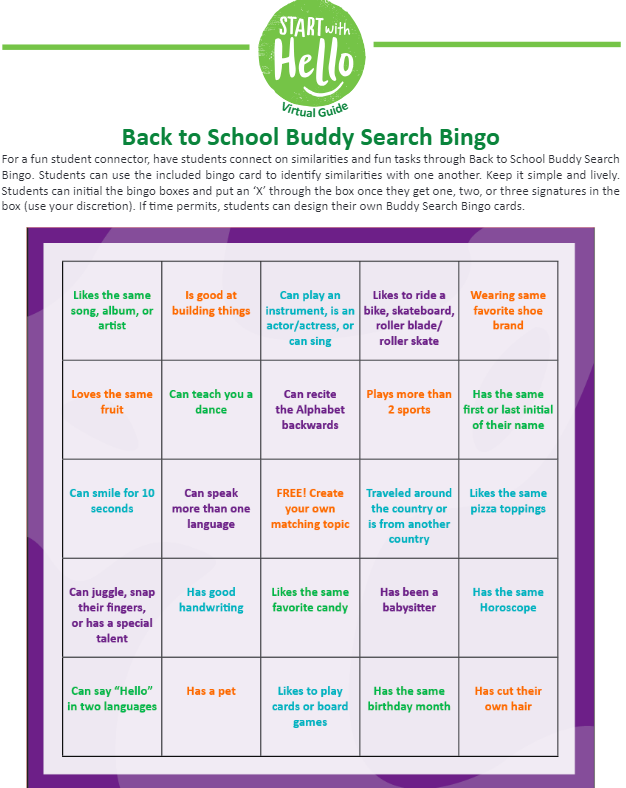 START with
Hello
Virtual Guide
Back to School Buddy Search Bingo
For a fun student connector, have students connect on similarities and fun tasks through Back to School Buddy Search
Bingo. Students can use the included bingo card to identify similarities with one another. Keep it simple and lively.
Students can initial the bingo boxes and put an ‘X’ through the box once they get one, two, or three signatures in the
box (use your discretion). If time permits, students can design their own Buddy Search Bingo cards.
Likes the same
song, album, or
artist
Is good at
building things
Can play an
instrument, is an
actor/actress, or
can sing
Likes to ride a
bike, skateboard,
roller blade/
roller skate
Wearing same
favorite shoe
brand
Loves the same
fruit
Can teach you a
dance
Can recite
the Alphabet
backwards
Plays more than
2 sports
Has the same
first or last initial
of their name
Can smile for 10
seconds
Can speak
more than one
language
FREE! Create
your own
matching topic
Traveled around
the country or
is from another
country
Likes the same
pizza toppings
Can juggle, snap
their fingers,
or has a special
talent
Has good
handwriting
Likes the same
favorite candy
Has been a
babysitter
Has the same
Horoscope
Can say “Hello”
in two languages
Has a pet
Likes to play
cards or board
games
Has the same
birthday month
Has cut their
own hair